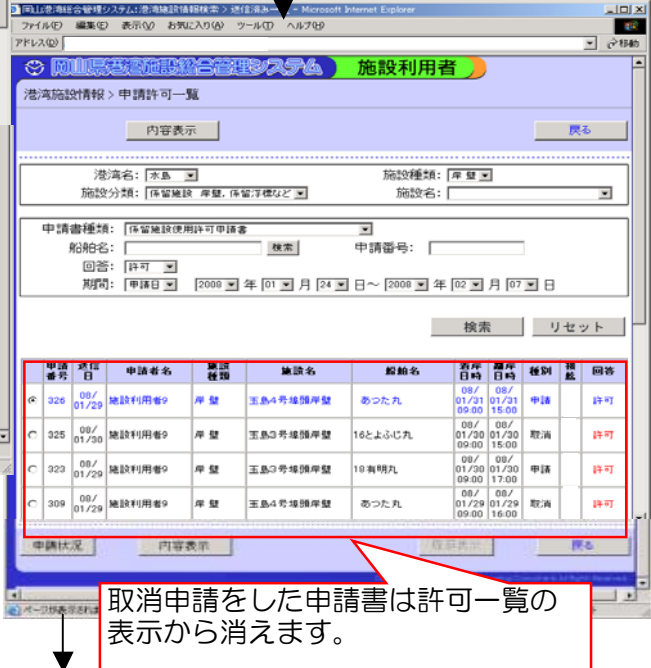 岡山港湾総合管理システム:港湾施設情報検索 > 送信済み一 - Microsoft Internet Explorer
ファイル(F) 編集(E) 表示(V) お気に入り(A) ツール(T) ヘルプ(H)
アドレス(D) 移動
岡山県港湾施設総合管理システム 施設利用者
港湾施設情報 > 申請許可一覧
内容表示 戻る
港湾名: 水島 施設種類: 岸 壁
施設分類: 係留施設 岸壁，係留浮標など 施設名:
申請書種類: 係留施設使用許可申請書
船舶名: 検索 申請番号:
回答: 許可
期間: 申請日 2008 年 01 月 24 日～ 2008 年 02 月 07 日
検索 リセット
申請番号 送信日 申請者名 施設種類 施設名 船舶名 着岸日時 離岸日時 種別 回答
326 08/01/29 施設利用者9 岸 壁 玉島4号埠頭岸壁 あつた丸 08/01/31 09:00 08/01/31 15:00 申請 許可
325 08/01/30 施設利用者9 岸 壁 玉島3号埠頭岸壁 16とよふじ丸 08/01/30 09:00 08/01/30 15:00 取消 許可
323 08/01/29 施設利用者9 岸 壁 玉島3号埠頭岸壁 18有明丸 08/01/30 09:00 08/01/30 17:00 申請 許可
309 08/01/29 施設利用者9 岸 壁 玉島4号埠頭岸壁 あつた丸 08/01/29 09:00 08/01/29 16:00 取消 許可
申請状況 内容表示 戻る
取消申請をした申請書は許可一覧の
表示から消えます。
ページが表示されま